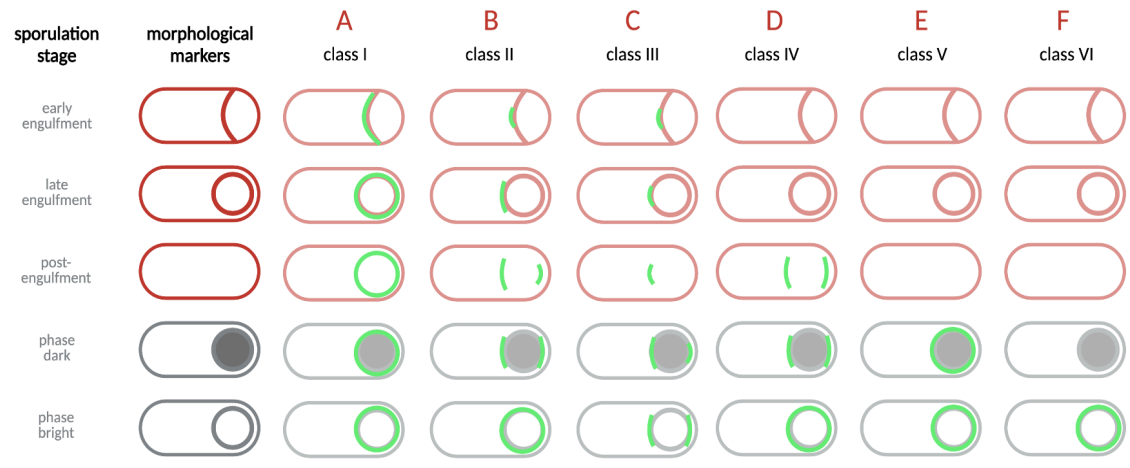 A B C D E F
sporulation stage morphological markers class I class II class III class IV class V class VI
early engulfment
late engulfment
post-engulfment
phase dark
phase bright